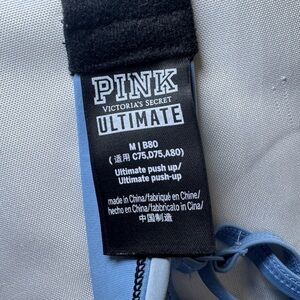 PINK
VICTORIA'S SECRET
ULTIMATE
M | B80
(适用 C75,D75,A80)
Ultimate push up/
Ultimate push-up
made in China/fabriqué en Chine/
hecho en China/fabbricato in Cina/
中国制造